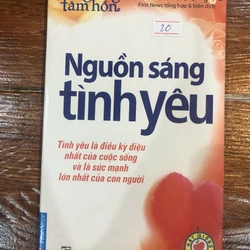 tâm hồn
First News tổng hợp & biên dịch
20
Nguồn sáng
tình yêu
Tình yêu là điều kỳ diệu
nhất của cuộc sống
và là sức mạnh
lớn nhất của con người